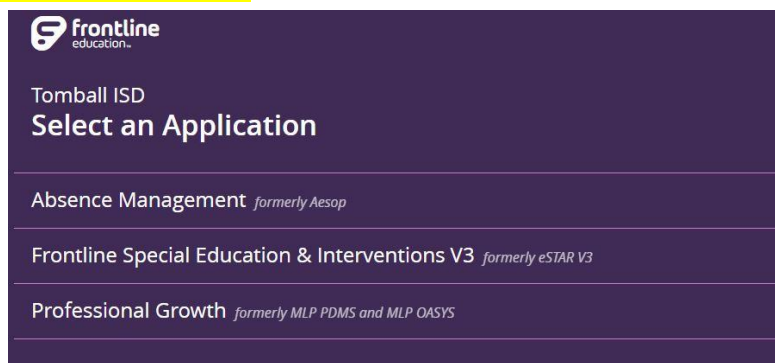 frontline
education™
Tomball ISD
Select an Application
Absence Management formerly Aesop
Frontline Special Education & Interventions V3 formerly eSTAR V3
Professional Growth formerly MLP PDMS and MLP OASYS